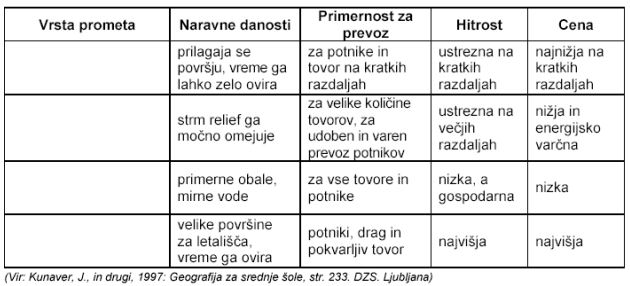 Vrsta prometa
Naravne danosti
Primernost za
prevoz
Hitrost
Cena
prilagaja se
površju, vreme ga
lahko zelo ovira
za potnike in
tovor na kratkih
razdaljah
ustrezna na
kratkih
razdaljah
najnižja na
kratkih
razdaljah
strm relief ga
močno omejuje
za velike količine
tovorov, za
udoben in varen
prevoz potnikov
ustrezna na
večjih
razdaljah
nižja in
energijsko
varčna
primerne obale,
mirne vode
za vse tovore in
potnike
nizka, a
gospodarna
nizka
velike površine
za letališča,
vreme ga ovira
potniki, drag in
pokvarljiv tovor
najvišja
najvišja
(Vir: Kunaver, J., in drugi, 1997: Geografija za srednje šole, str. 233. DZS. Ljubljana)